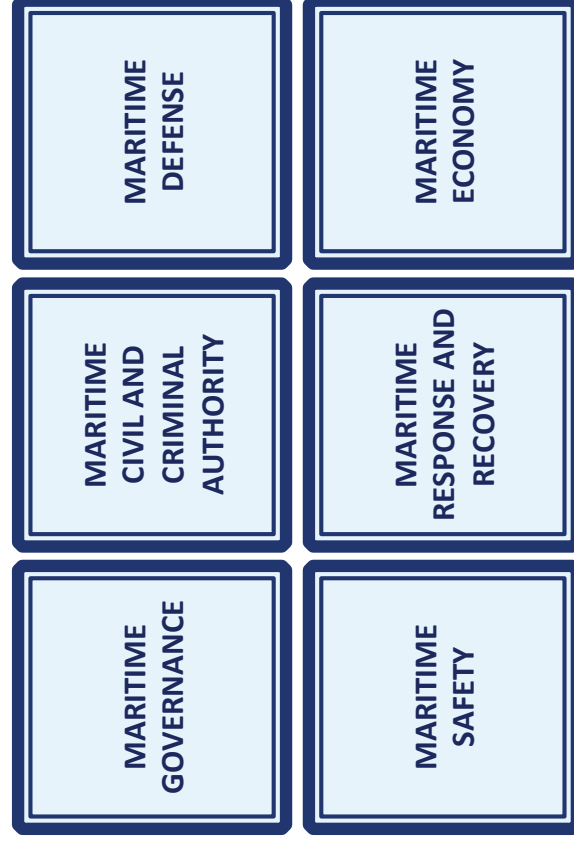 MARITIME
GOVERNANCE
MARITIME
CIVIL AND
CRIMINAL
AUTHORITY
MARITIME
DEFENSE
MARITIME
SAFETY
MARITIME
RESPONSE AND
RECOVERY
MARITIME
ECONOMY